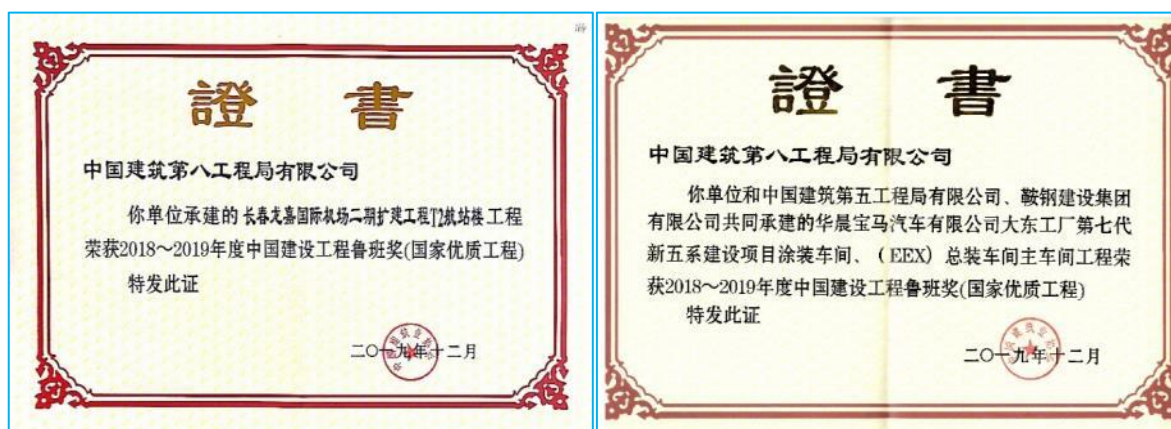 證 書
中国建筑第八工程局有限公司
你单位承建的长春龙嘉国际机场二期扩建工程T2航站楼工程
荣获2018～2019年度中国建设工程鲁班奖(国家优质工程)
特发此证
二〇一九年十二月
證 書
中国建筑第八工程局有限公司
你单位和中国建筑第五工程局有限公司、鞍钢建设集团
有限公司共同承建的华晨宝马汽车有限公司大东工厂第七代
新五系建设项目涂装车间、（EEX）总装车间主车间工程荣
获2018～2019年度中国建设工程鲁班奖(国家优质工程)
特发此证
二〇一九年十二月